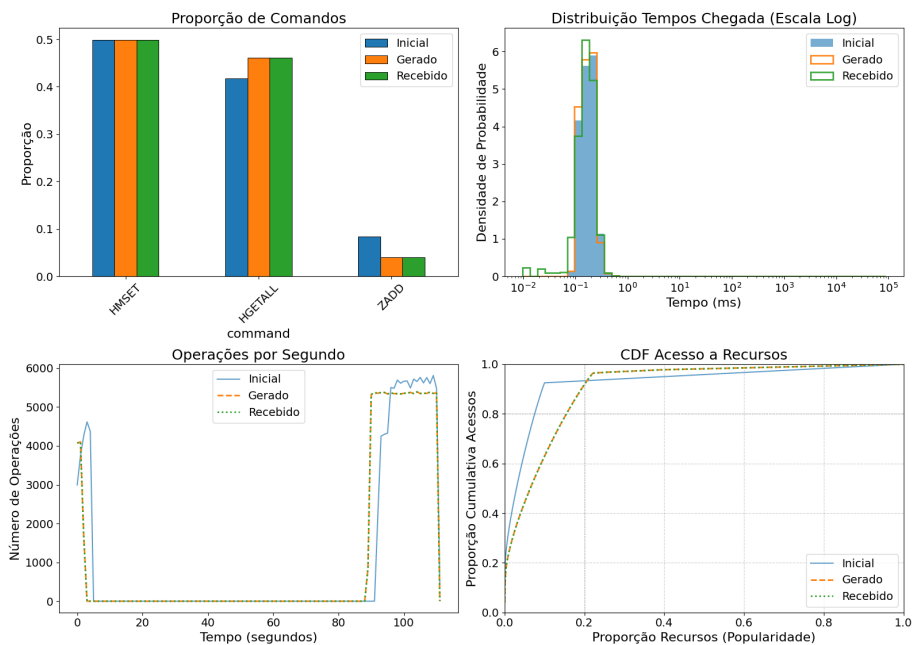 Proporção de Comandos
Proporção
0.5
0.4
0.3
0.2
0.1
0.0
Inicial
Gerado
Recebido
HMSET
HGETALL
ZADD
command
Distribuição Tempos Chegada (Escala Log)
Densidade de Probabilidade
6
5
4
3
2
1
0
Inicial
Gerado
Recebido
10⁻² 10⁻¹ 10⁰ 10¹ 10² 10³ 10⁴ 10⁵
Tempo (ms)
Operações por Segundo
Número de Operações
6000
5000
4000
3000
2000
1000
0
Inicial
Gerado
Recebido
0 20 40 60 80 100
Tempo (segundos)
CDF Acesso a Recursos
Proporção Cumulativa Acessos
1.0
0.8
0.6
0.4
0.2
0.0
Inicial
Gerado
Recebido
0.0 0.2 0.4 0.6 0.8 1.0
Proporção Recursos (Popularidade)